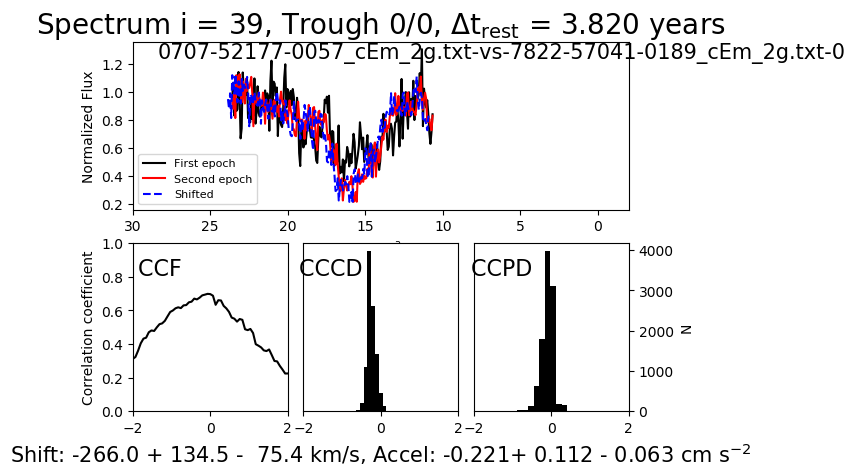 Spectrum i = 39, Trough 0/0, Δt_rest = 3.820 years
0707-52177-0057_cEm_2g.txt-vs-7822-57041-0189_cEm_2g.txt-0
Normalized Flux
1.2
1.0
0.8
0.6
0.4
0.2
First epoch
Second epoch
Shifted
30 25 20 15 10 5 0
Correlation coefficient
1.0
0.8
0.6
0.4
0.2
0.0
CCF
CCCD
CCPD
4000
3000
2000
1000
0
N
−2 0 2
−2 0 2
−2 0 2
Shift: -266.0 + 134.5 - 75.4 km/s, Accel: -0.221+ 0.112 - 0.063 cm s⁻²